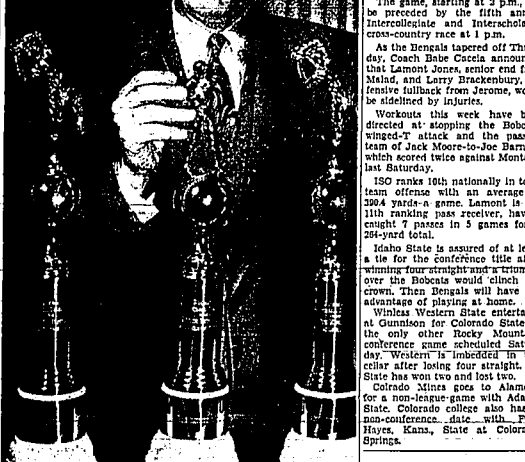 The game, starting at 2 p.m.,
be preceded by the fifth ann
Intercollegiate and Interschola
cross-country race at 1 p.m.
As the Bengals tapered off Thu
day, Coach Babe Caccia announ
that Lamont Jones, senior end f
Malad, and Larry Brackenbury,
fensive fullback from Jerome, wo
be sidelined by injuries.
Workouts this week have b
directed at stopping the Bobc
winged-T attack and the pass
team of Jack Moore-to-Joe Barn
which scored twice against Monta
last Saturday.
ISC ranks 10th nationally in to
team offense with an average
390.4 yards-a-game. Lamont is
11th ranking pass receiver, hav
caught 7 passes in 5 games for
264-yard total.
Idaho State is assured of at le
a tie for the conference title af
winning four straight and a trium
over the Bobcats would clinch
crown. Then Bengals will have
advantage of playing at home.
Winless Western State enterta
at Gunnison for Colorado State
the only other Rocky Mount
conference game scheduled Sat
day. Western is imbedded in
cellar after losing four straight.
State has won two and lost two.
Colrado Mines goes to Alamo
for a non-league-game with Ada
State. Colorado college also has
non-conference date with F
Hayes, Kans., State at Colora
Springs.